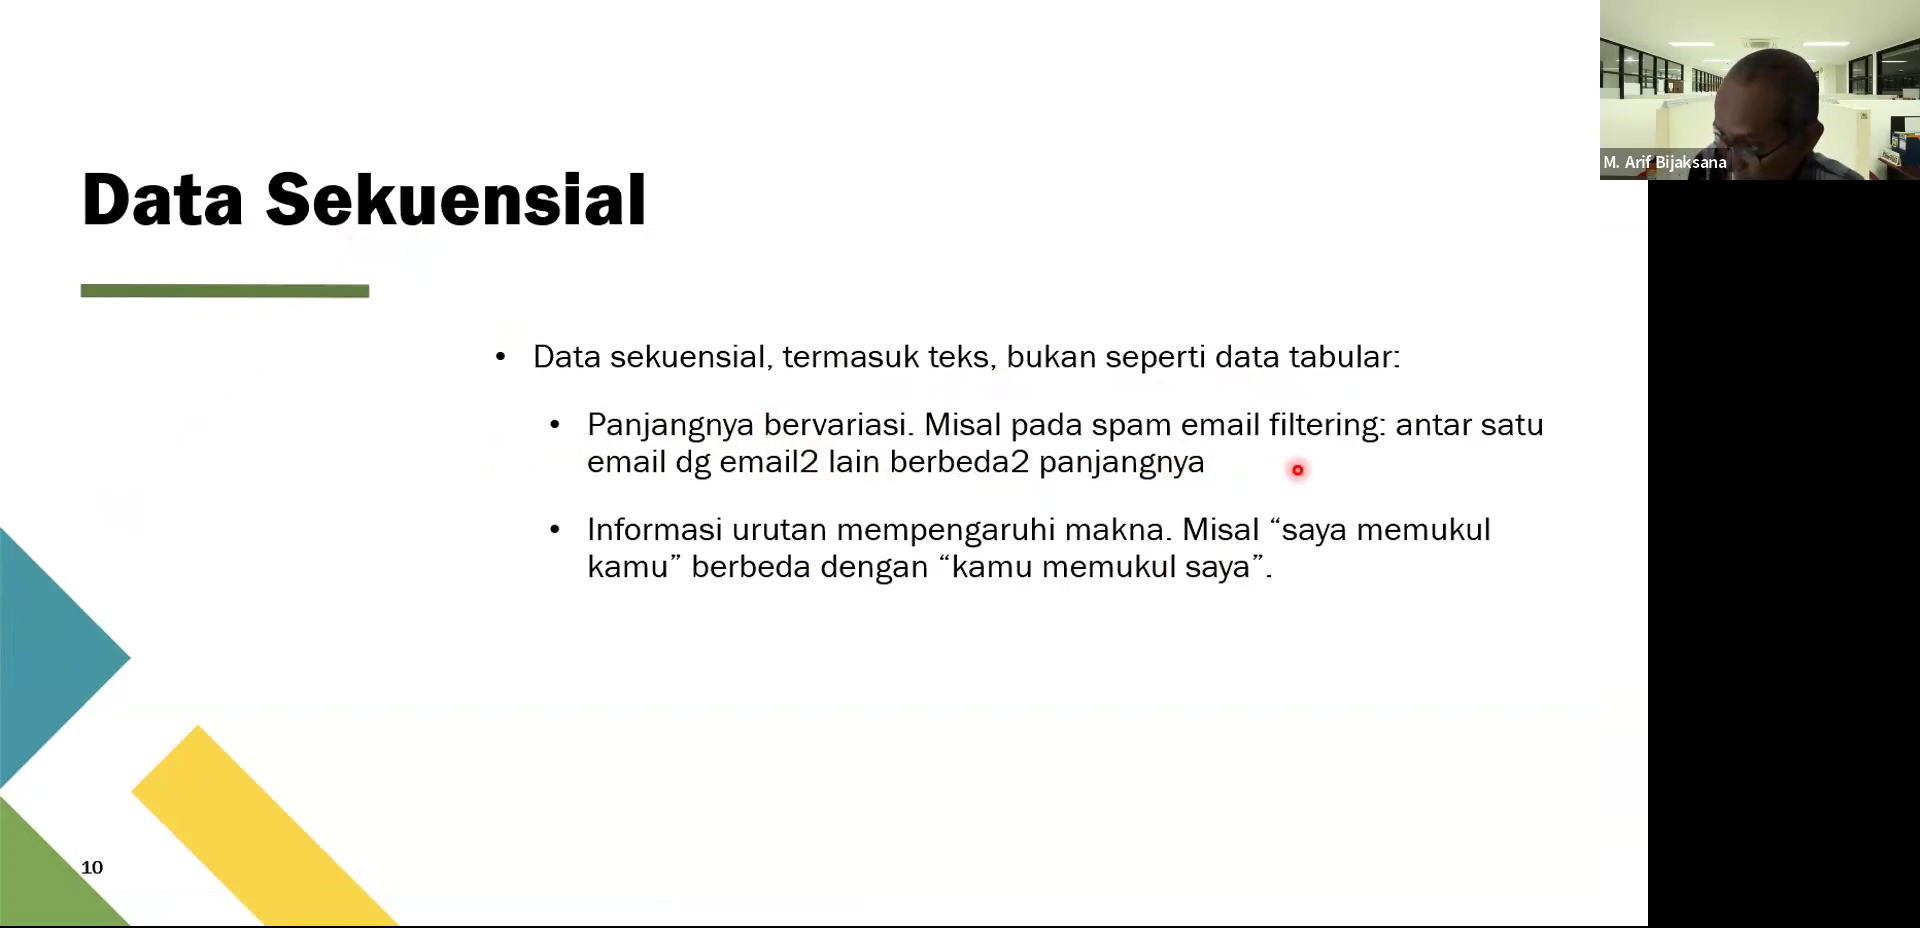 M. Arif Bijaksana
Data Sekuensial
• Data sekuensial, termasuk teks, bukan seperti data tabular:
• Panjangnya bervariasi. Misal pada spam email filtering: antar satu
email dg email2 lain berbeda2 panjangnya
• Informasi urutan mempengaruhi makna. Misal “saya memukul
kamu” berbeda dengan “kamu memukul saya”.
10